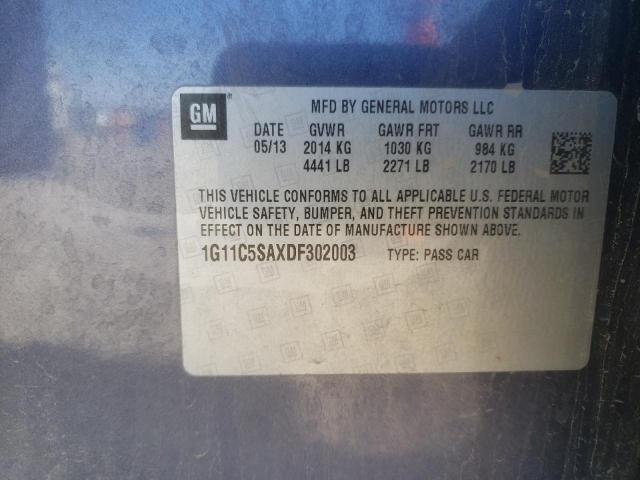 GM
MFD BY GENERAL MOTORS LLC
DATE GVWR GAWR FRT GAWR RR
05/13 2014 KG 1030 KG 984 KG
4441 LB 2271 LB 2170 LB
THIS VEHICLE CONFORMS TO ALL APPLICABLE U.S. FEDERAL MOTOR
VEHICLE SAFETY, BUMPER, AND THEFT PREVENTION STANDARDS IN
EFFECT ON THE DATE OF MANUFACTURE SHOWN ABOVE.
1G11C5SAXDF302003 TYPE: PASS CAR